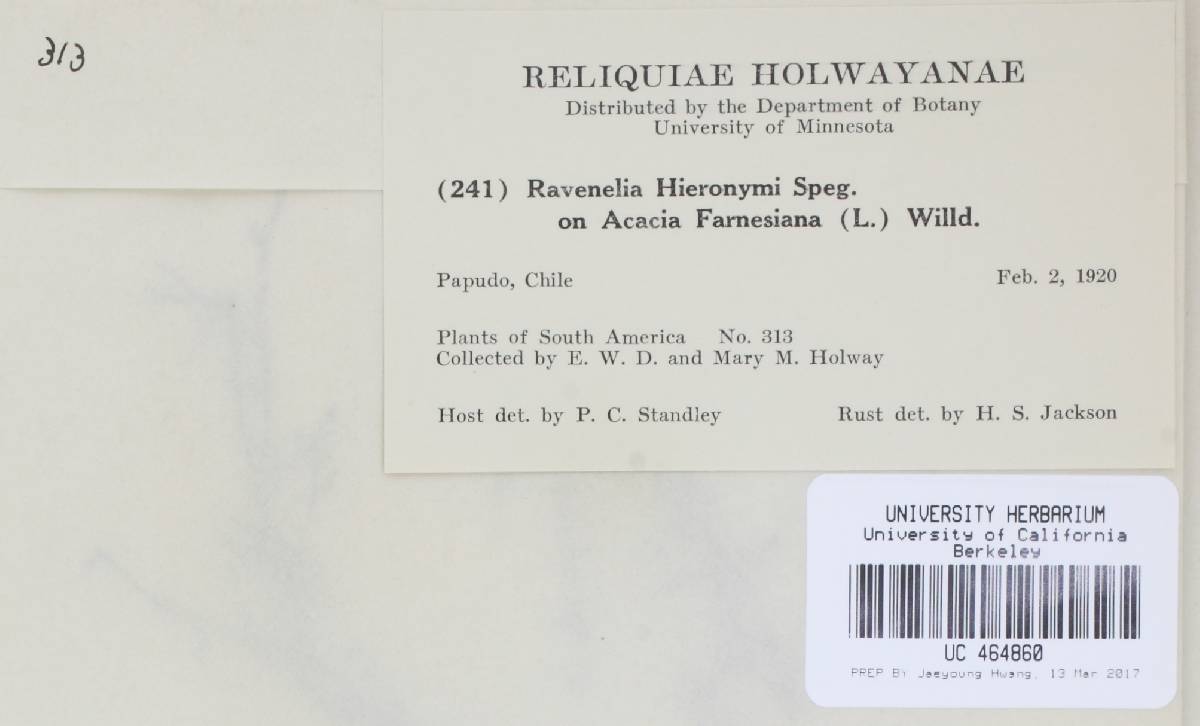 313
RELIQUIAE HOLWAYANAE
Distributed by the Department of Botany
University of Minnesota
(241) Ravenelia Hieronymi Speg.
on Acacia Farnesiana (L.) Willd.
Papudo, Chile Feb. 2, 1920
Plants of South America No. 313
Collected by E. W. D. and Mary M. Holway
Host det. by P. C. Standley Rust det. by H. S. Jackson
UNIVERSITY HERBARIUM
University of California
Berkeley
UC 464860
PREP BY Jaeyoung Hwang, 13 Mar 2017